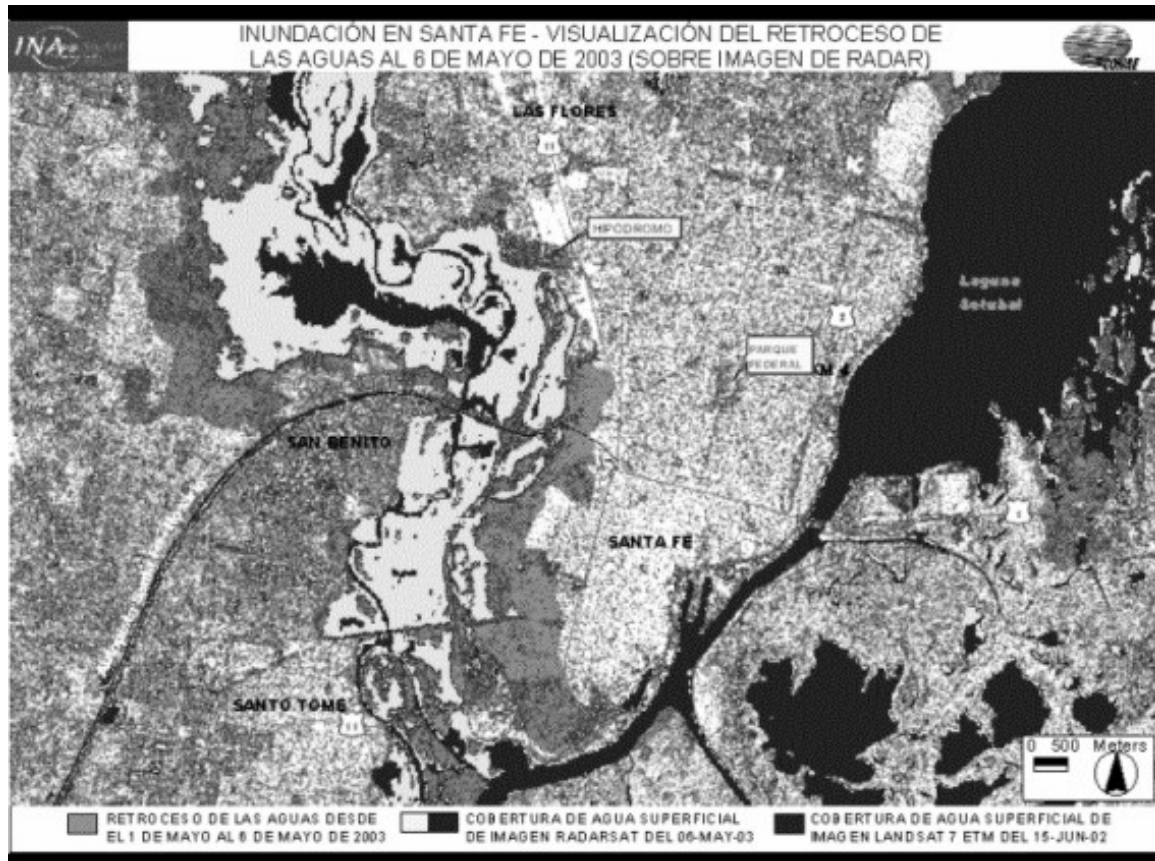 INA
INUNDACIÓN EN SANTA FE - VISUALIZACIÓN DEL RETROCESO DE
LAS AGUAS AL 6 DE MAYO DE 2003 (SOBRE IMAGEN DE RADAR)
LAS FLORES
11
HIPODROMO
Laguna
Setubal
PARQUE
FEDERAL
SAN BENITO
SANTA FE
SANTO TOME
0 500 Meters
RETROCESO DE LAS AGUAS DESDE
EL 1 DE MAYO AL 6 DE MAYO DE 2003
COBERTURA DE AGUA SUPERFICIAL
DE IMAGEN RADARSAT DEL 06-MAY-03
COBERTURA DE AGUA SUPERFICIAL DE
IMAGEN LANDSAT 7 ETM DEL 15-JUN-02